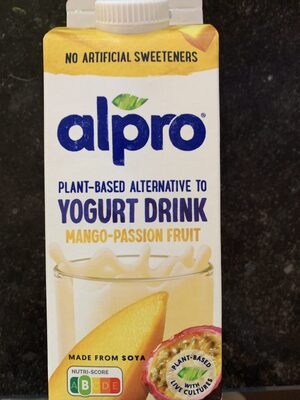 NO ARTIFICIAL SWEETENERS
alpro®
PLANT-BASED ALTERNATIVE TO
YOGURT DRINK
MANGO-PASSION FRUIT
MADE FROM SOYA
NUTRI-SCORE
A B C D E
PLANT-BASED
WITH
LIVE CULTURES